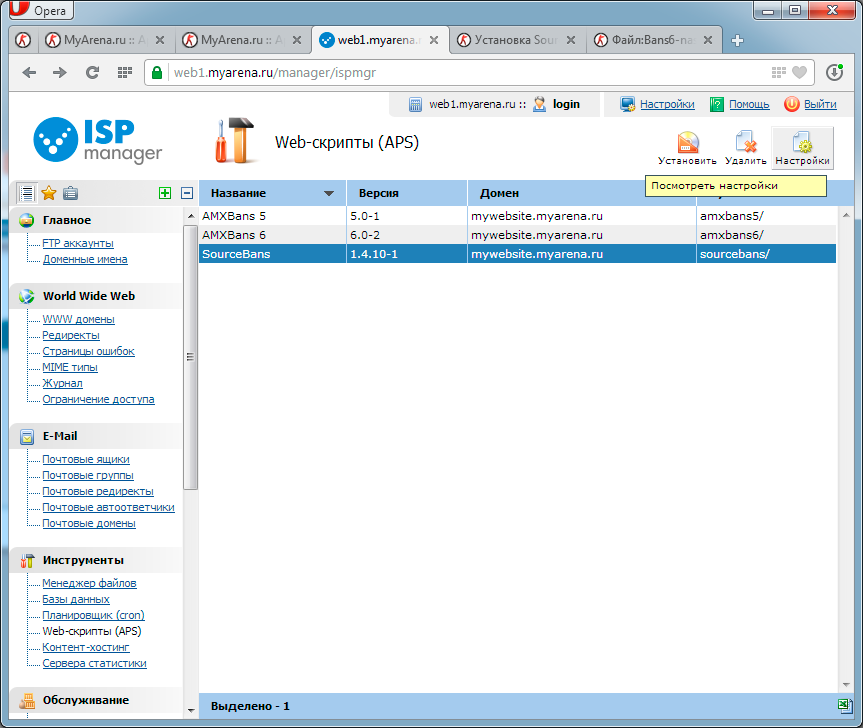 Opera
MyArena.ru :: A
MyArena.ru :: A
web1.myarena.
Установка Sour
Файл:Bans6-na
web1.myarena.ru/manager/ispmgr
web1.myarena.ru :: login
Настройки Помощь Выйти
ISP
manager
Web-скрипты (APS)
Установить Удалить Настройки
Посмотреть настройки
Название Версия Домен
AMXBans 5 5.0-1 mywebsite.myarena.ru amxbans5/
AMXBans 6 6.0-2 mywebsite.myarena.ru amxbans6/
SourceBans 1.4.10-1 mywebsite.myarena.ru sourcebans/
Главное
FTP аккаунты
Доменные имена
World Wide Web
WWW домены
Редиректы
Страницы ошибок
MIME типы
Журнал
Ограничение доступа
E-Mail
Почтовые ящики
Почтовые группы
Почтовые редиректы
Почтовые автоответчики
Почтовые домены
Инструменты
Менеджер файлов
Базы данных
Планировщик (cron)
Web-скрипты (APS)
Контент-хостинг
Сервера статистики
Обслуживание
Выделено - 1